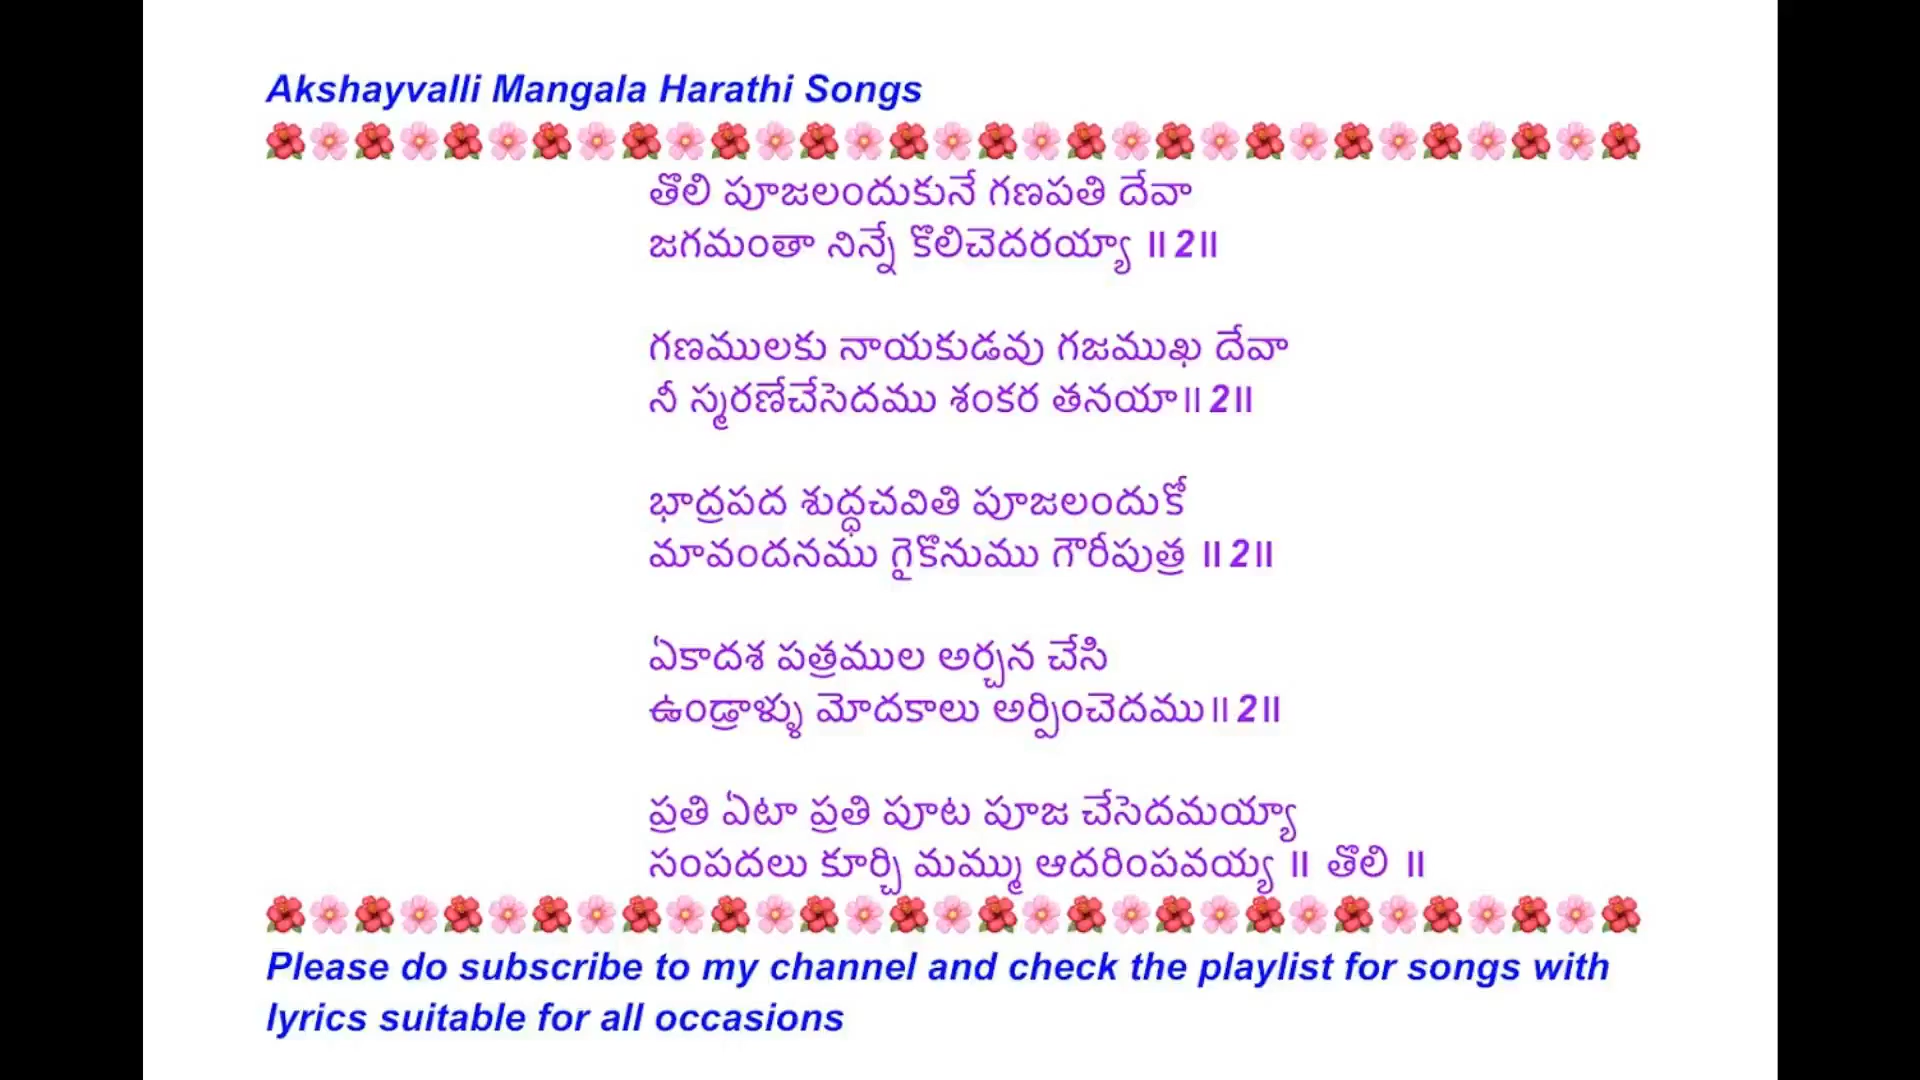 Akshayvalli Mangala Harathi Songs
తొలి పూజలందుకునే గణపతి దేవా
జగమంతా నిన్నే కొలిచెదరయ్యా ॥2॥
గణములకు నాయకుడవు గజముఖ దేవా
నీ స్మరణేచేసెదము శంకర తనయా॥2॥
భాద్రపద శుద్ధచవితి పూజలందుకో
మావందనము గైకొనుము గౌరీపుత్ర ॥2॥
ఏకాదశ పత్రముల అర్చన చేసి
ఉండ్రాళ్ళు మోదకాలు అర్పించెదము॥2॥
ప్రతి ఏటా ప్రతి పూట పూజ చేసెదమయ్యా
సంపదలు కూర్చి మమ్ము ఆదరింపవయ్య ॥ తొలి ॥
Please do subscribe to my channel and check the playlist for songs with
lyrics suitable for all occasions